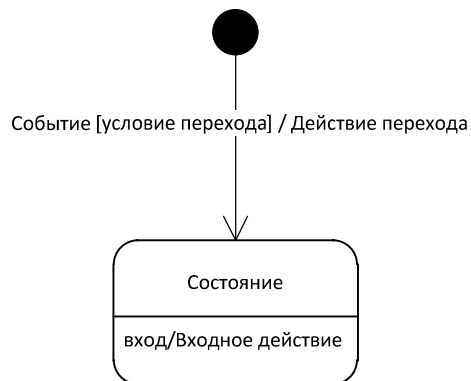 Событие [условие перехода] / Действие перехода
Состояние
вход/Входное действие